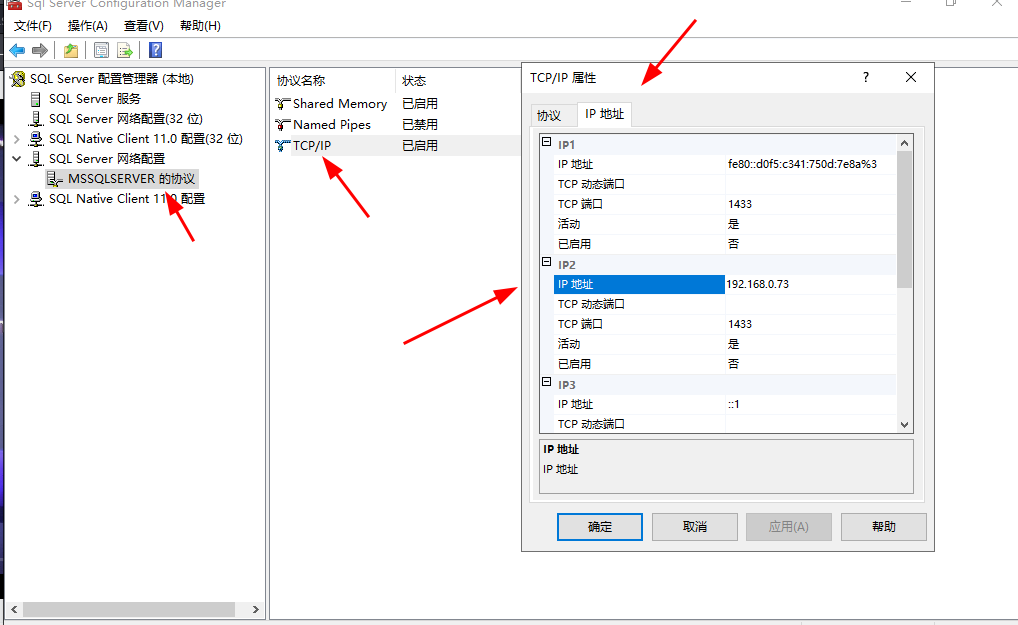 Sql Server Configuration Manager
文件(F) 操作(A) 查看(V) 帮助(H)
SQL Server 配置管理器 (本地)
SQL Server 服务
SQL Server 网络配置(32 位)
SQL Native Client 11.0 配置(32 位)
SQL Server 网络配置
MSSQLSERVER 的协议
SQL Native Client 11.0 配置
协议名称 状态
Shared Memory 已启用
Named Pipes 已禁用
TCP/IP 已启用
TCP/IP 属性
协议 IP 地址
IP1
IP 地址 fe80::d0f5:c341:750d:7e8a%3
TCP 动态端口
TCP 端口 1433
活动 是
已启用 否
IP2
IP 地址 192.168.0.73
TCP 动态端口
TCP 端口 1433
活动 是
已启用 否
IP3
IP 地址 ::1
TCP 动态端口
IP 地址
IP 地址
确定 取消 应用(A) 帮助